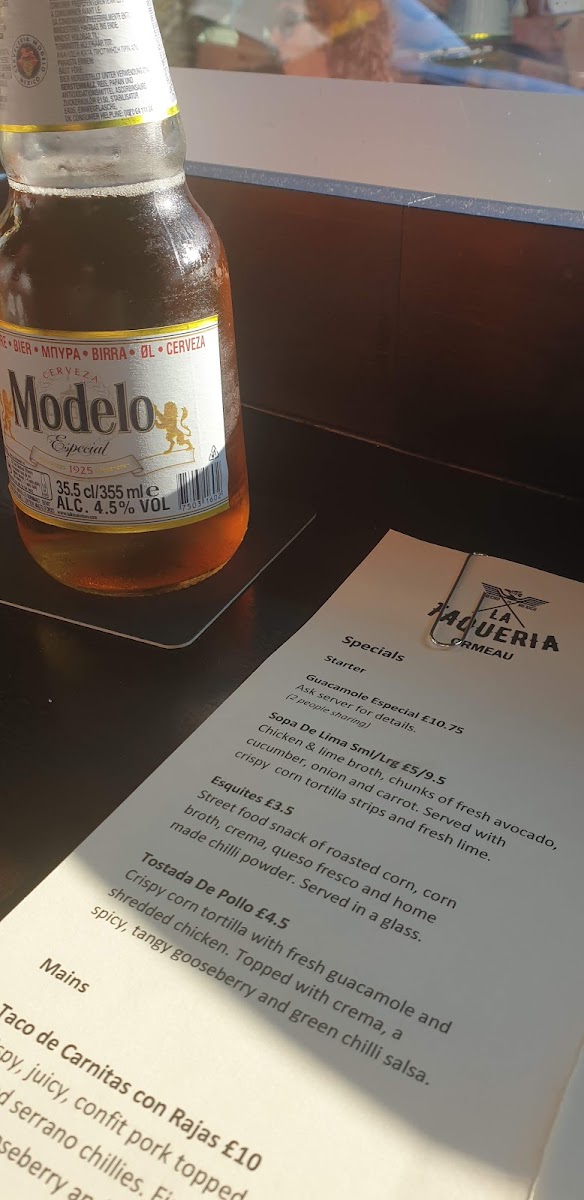 BIER • ΜΠΥΡΑ • BIRRA • ØL • CERVEZA
CERVEZA
Modelo
Especial
1925
35.5 cl/355 ml e
ALC. 4.5% VOL
LA
TAQUERIA
ORMEAU
Specials
Starter
Guacamole Especial £10.75
Ask server for details.
(2 people sharing)
Sopa De Lima Sml/Lrg £5/9.5
Chicken & lime broth, chunks of fresh avocado,
cucumber, onion and carrot. Served with
crispy corn tortilla strips and fresh lime.
Esquites £3.5
Street food snack of roasted corn, corn
broth, crema, queso fresco and home
made chilli powder. Served in a glass.
Tostada De Pollo £4.5
Crispy corn tortilla with fresh guacamole and
shredded chicken. Topped with crema, a
spicy, tangy gooseberry and green chilli salsa.
Mains
Taco de Carnitas con Rajas £10
juicy, confit pork topped
serrano chillies.